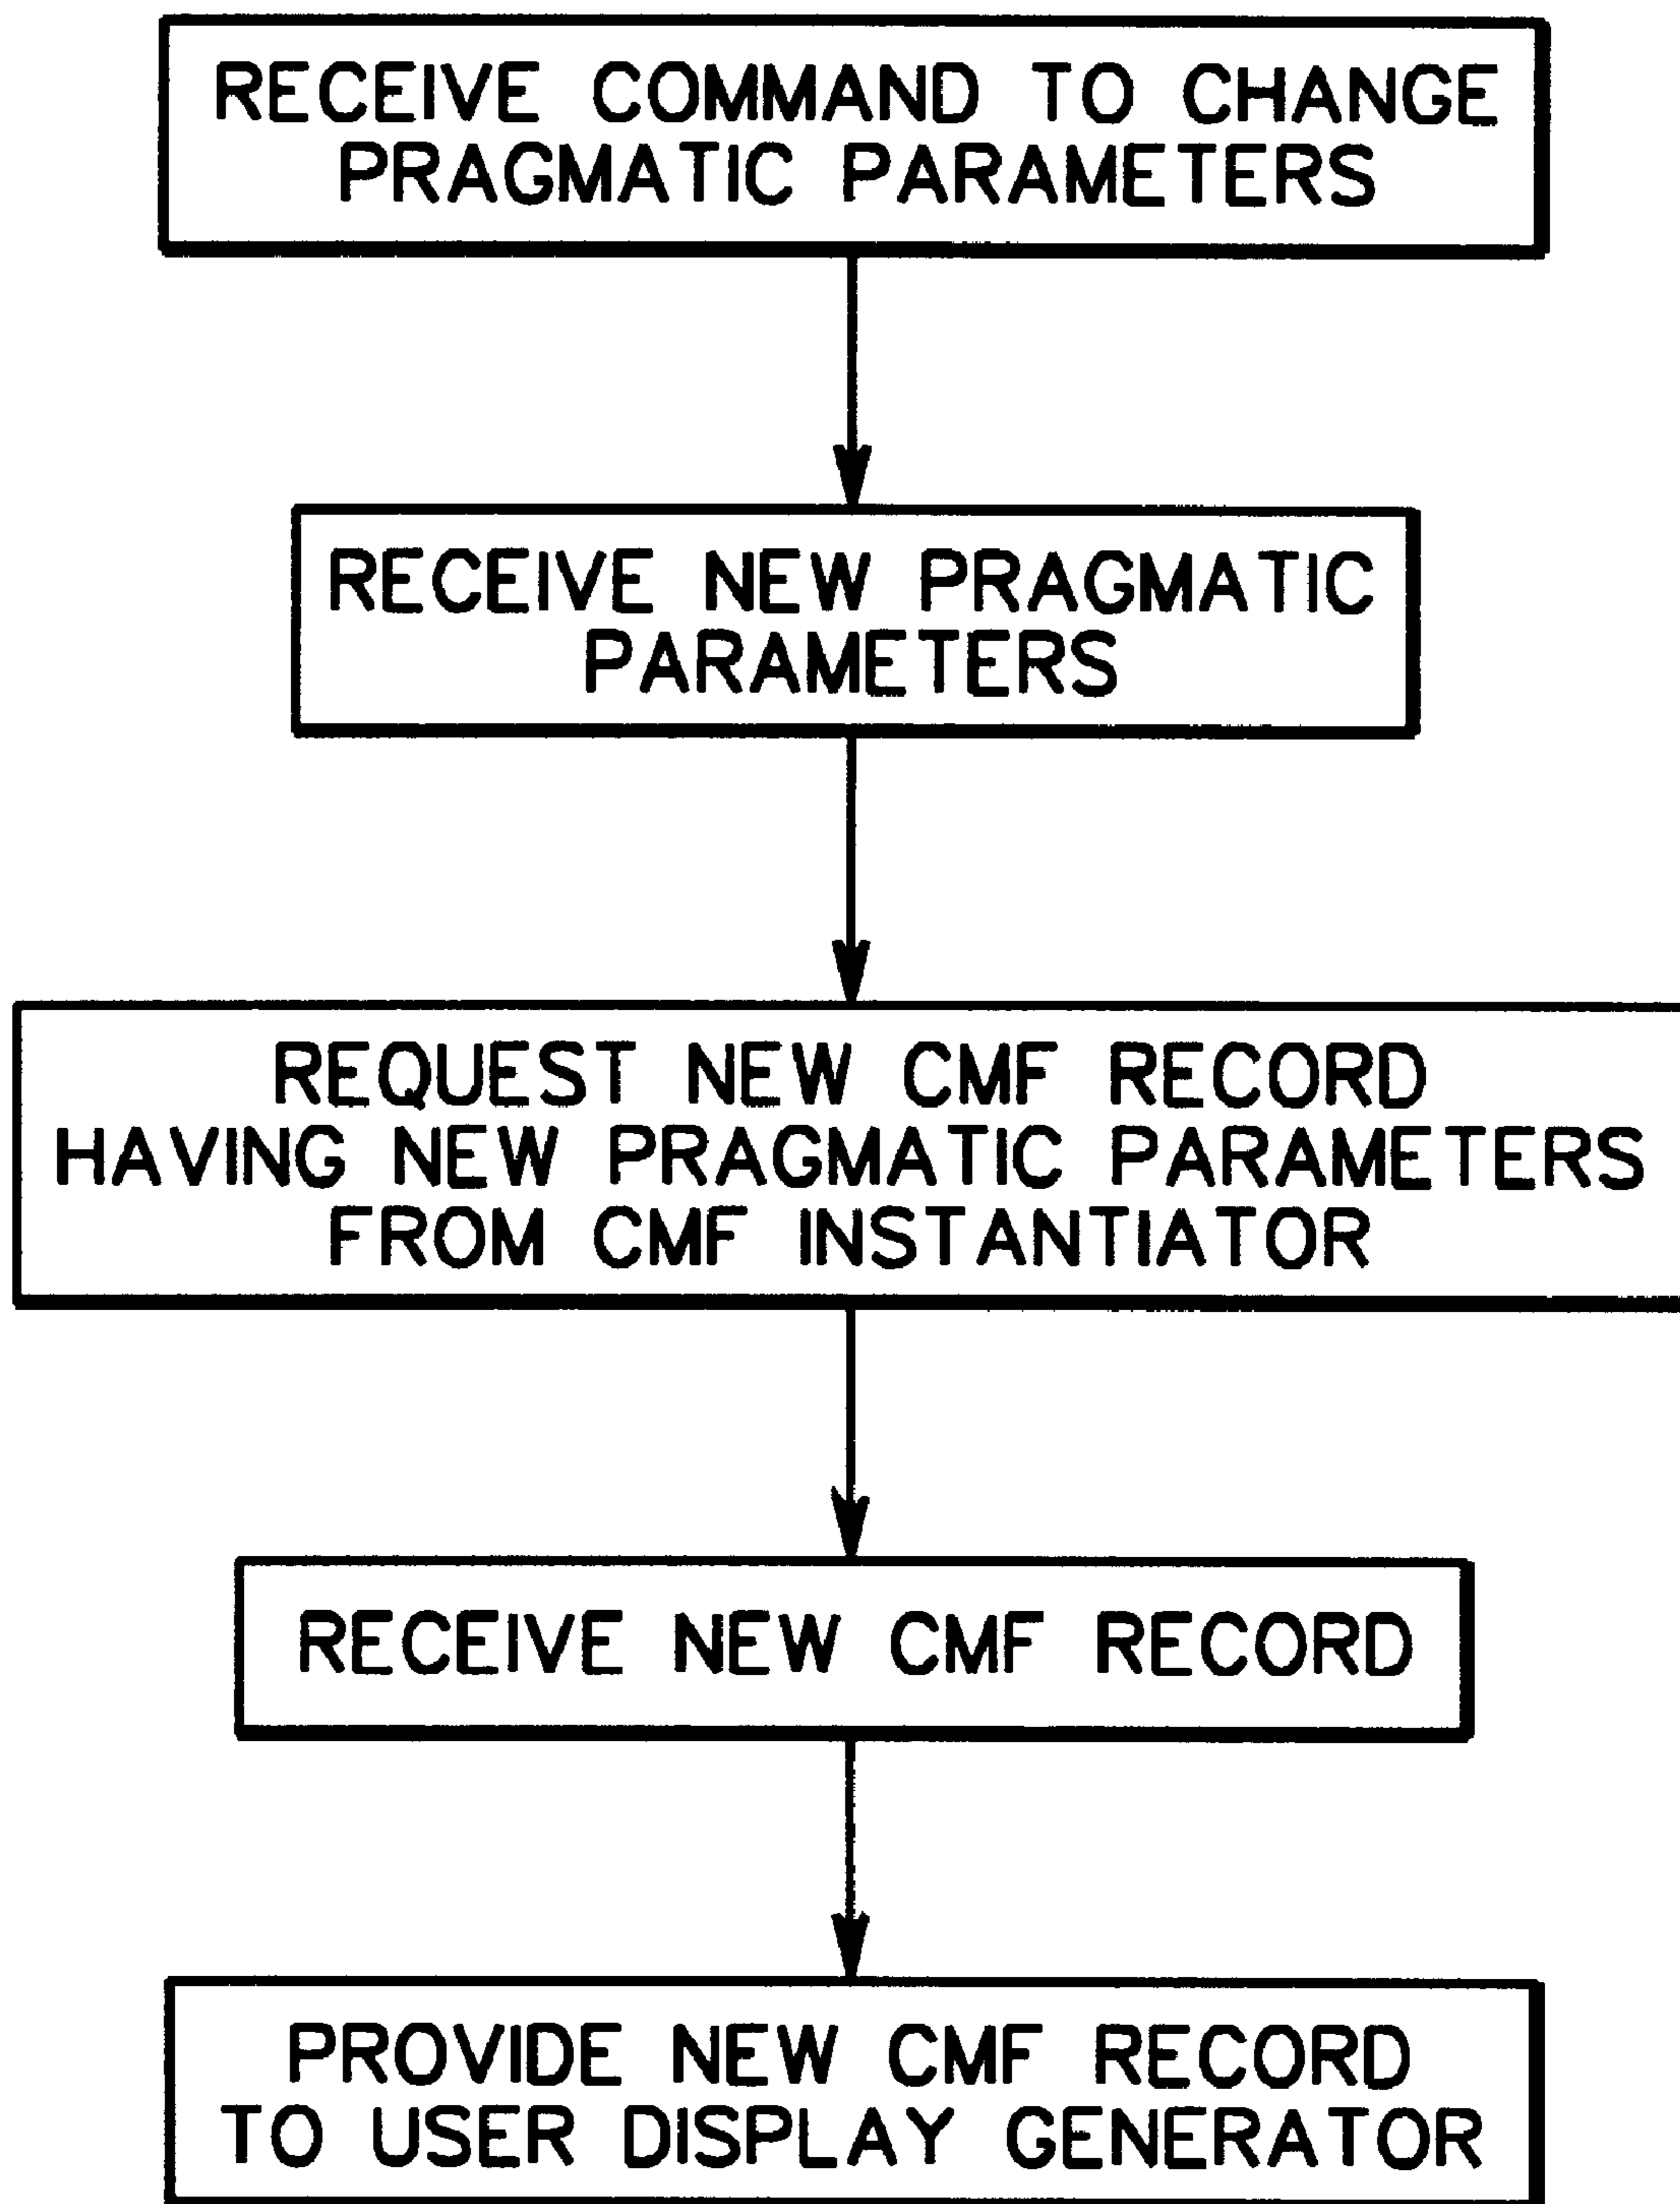 RECEIVE COMMAND TO CHANGE
PRAGMATIC PARAMETERS
RECEIVE NEW PRAGMATIC
PARAMETERS
REQUEST NEW CMF RECORD
HAVING NEW PRAGMATIC PARAMETERS
FROM CMF INSTANTIATOR
RECEIVE NEW CMF RECORD
PROVIDE NEW CMF RECORD
TO USER DISPLAY GENERATOR